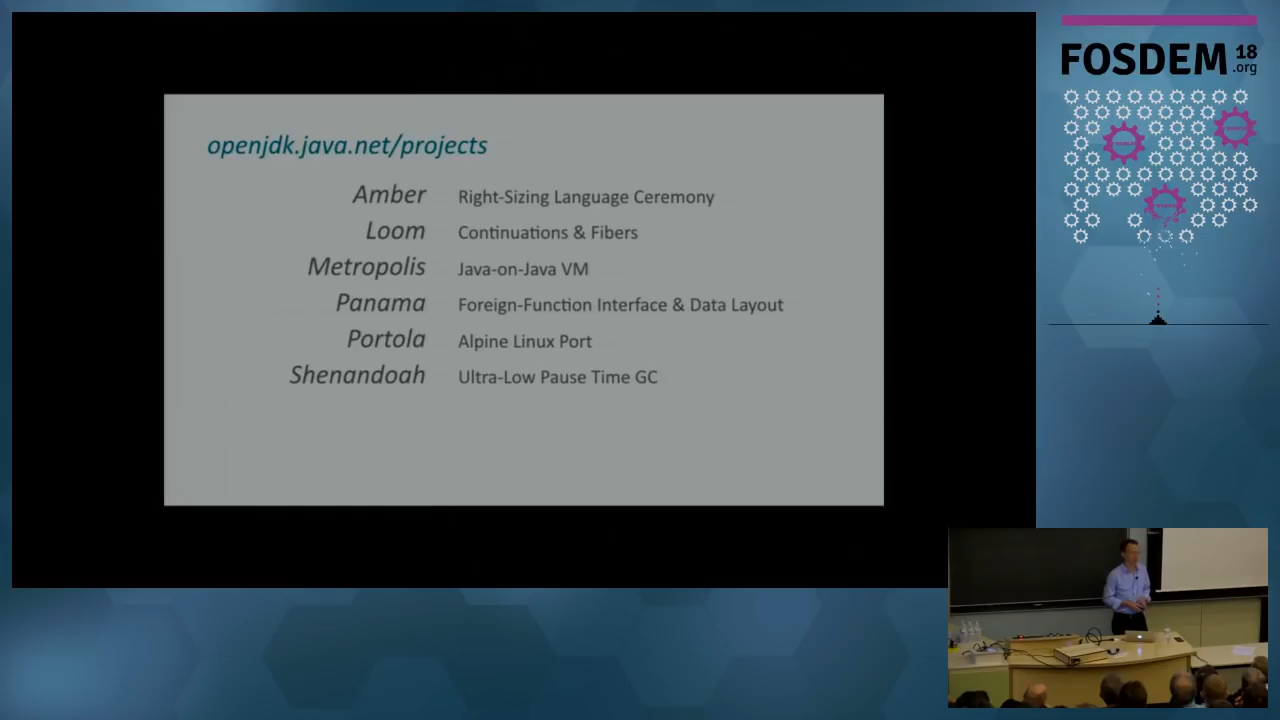 openjdk.java.net/projects
Amber Right-Sizing Language Ceremony
Loom Continuations & Fibers
Metropolis Java-on-Java VM
Panama Foreign-Function Interface & Data Layout
Portola Alpine Linux Port
Shenandoah Ultra-Low Pause Time GC
FOSDEM 18
.org